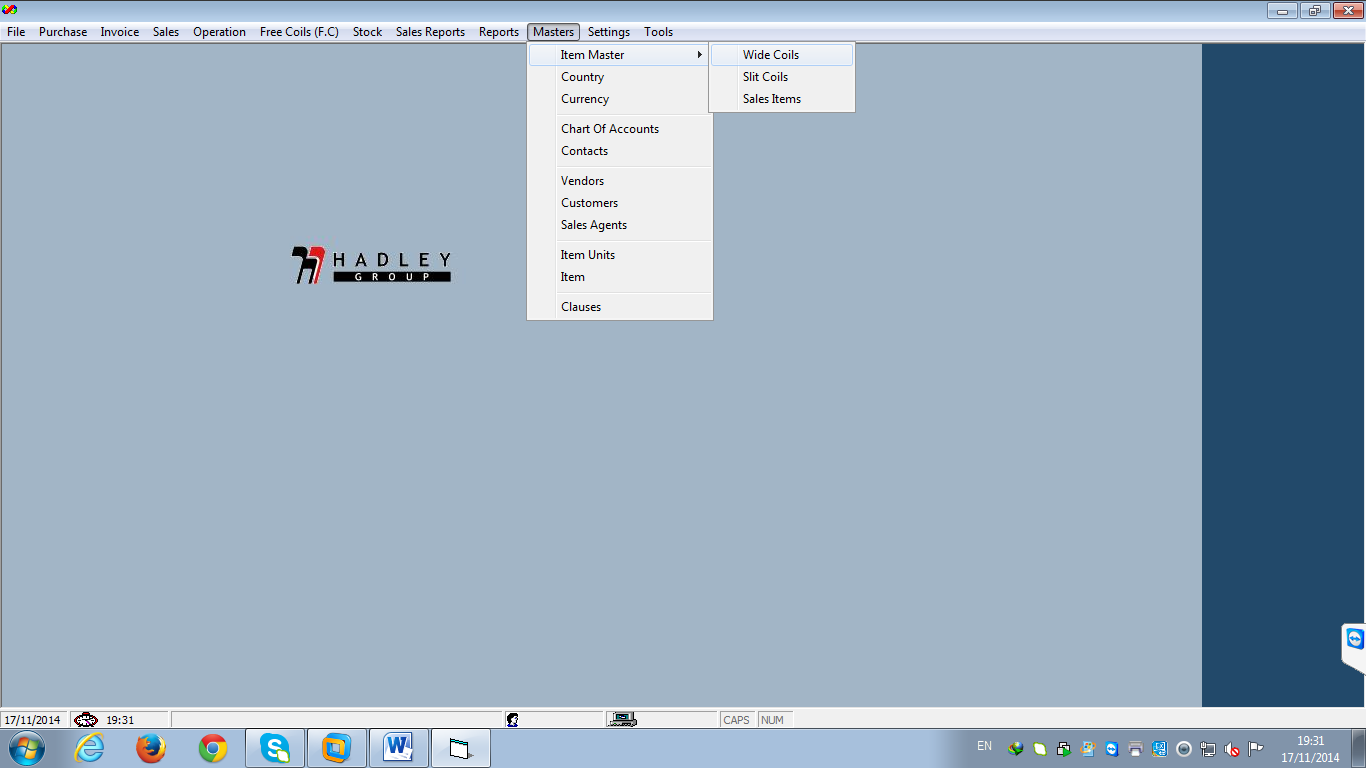 File Purchase Invoice Sales Operation Free Coils (F.C) Stock Sales Reports Reports Masters Settings Tools
Item Master
Country
Currency
Chart Of Accounts
Contacts
Vendors
Customers
Sales Agents
Item Units
Item
Clauses
Wide Coils
Slit Coils
Sales Items
HADLEY
GROUP
17/11/2014 19:31 CAPS NUM
EN
19:31
17/11/2014